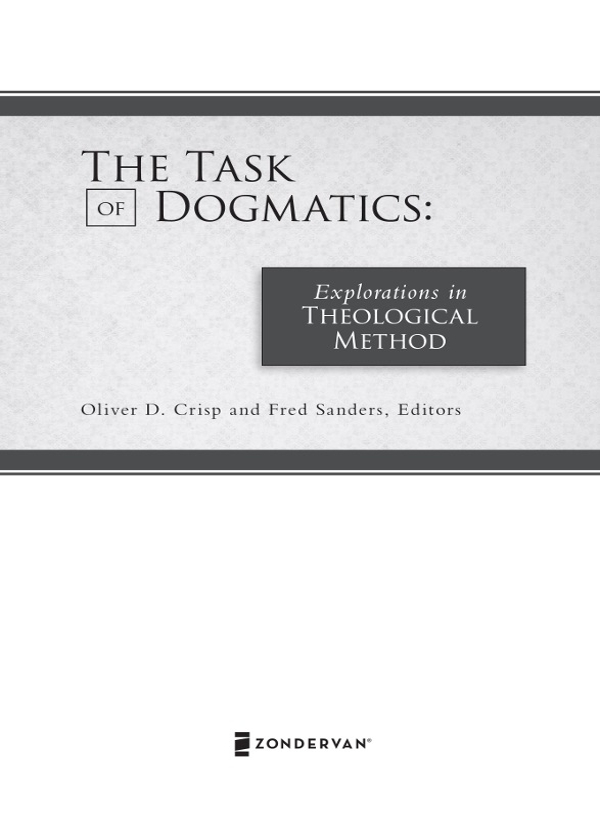 THE TASK
OF DOGMATICS:
Explorations in
THEOLOGICAL
METHOD
Oliver D. Crisp and Fred Sanders, Editors
ZONDERVAN®